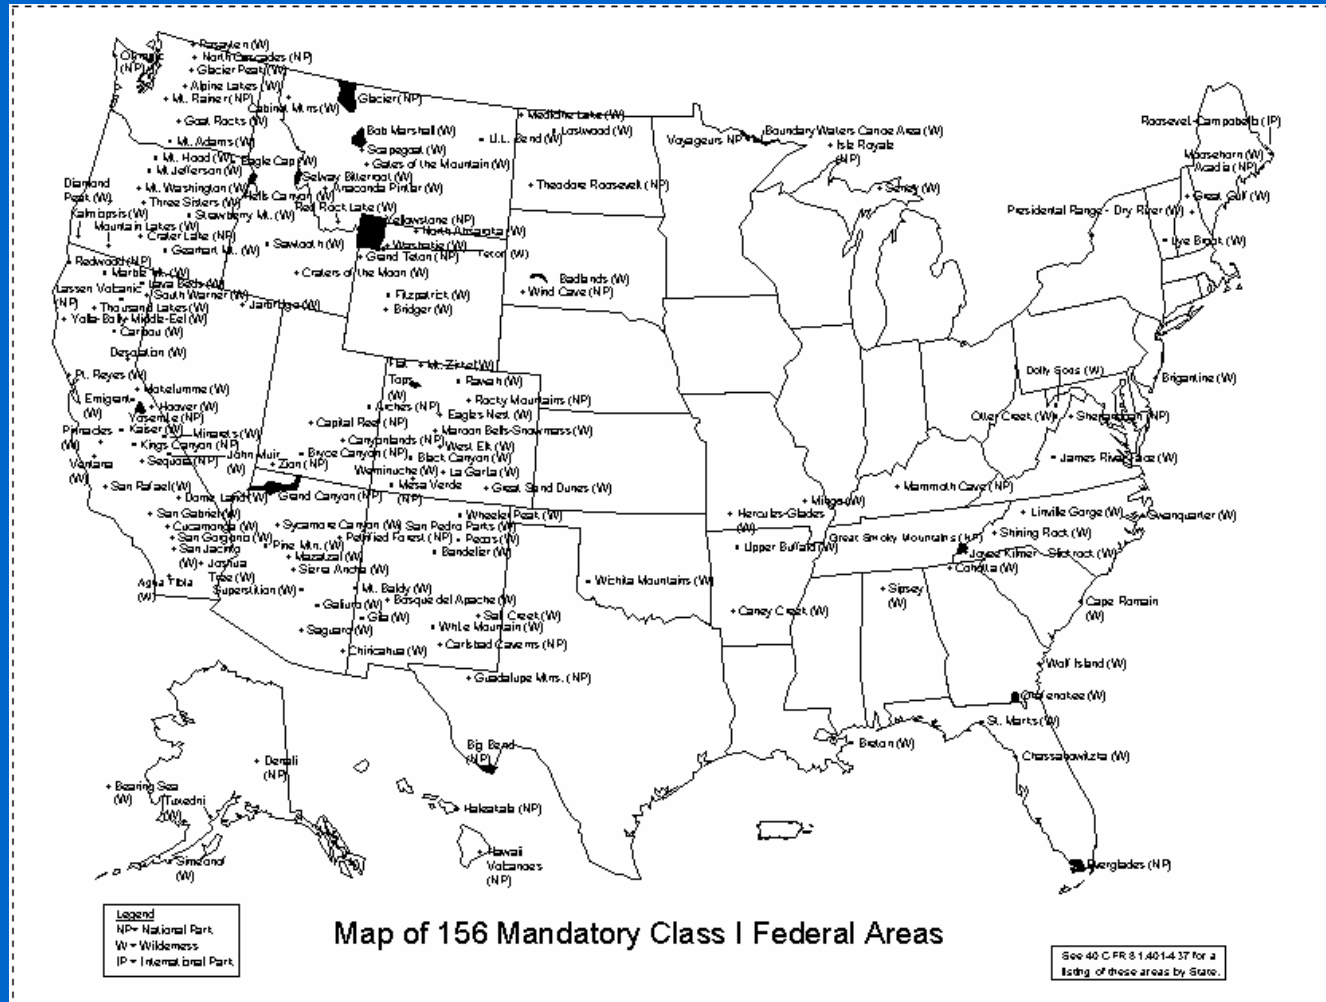 Pasayten (W)
Olympic
(NP)
North Cascades (NP)
Glacier Peak (W)
Alpine Lakes (W)
Mt. Rainer (NP)
Goat Rocks (W)
Mt. Adams (W)
Mt. Hood (W)
Mt Jefferson (W)
Mt. Washington (W)
Three Sisters (W)
Strawberry Mt. (W)
Eagle Cap (W)
Hells Canyon (W)
Diamond
Peak (W)
Kalmiopsis (W)
Mountain Lakes (W)
Crater Lake (NP)
Gearhart Mt. (W)
Cabinet Mtns (W)
Glacier (NP)
Bob Marshall (W)
Scapegoat (W)
Gates of the Mountain (W)
U.L. Bend (W)
Medicine Lake (W)
Lostwood (W)
Selway Bitterroot (W)
Anaconda Pintler (W)
Red Rock Lake (W)
Yellowstone (NP)
North Absaroka (W)
Washakie (W)
Teton (W)
Grand Teton (NP)
Sawtooth (W)
Craters of the Moon (W)
Fitzpatrick (W)
Bridger (W)
Theodore Roosevelt (NP)
Badlands (W)
Wind Cave (NP)
Voyageurs NP
Boundary Waters Canoe Area (W)
Isle Royale
(NP)
Seney (W)
Roosevel-Campobello (IP)
Moosehorn (W)
Acadia (NP)
Great Gulf (W)
Presidental Range - Dry River (W)
Lye Brook (W)
Redwood (NP)
Marble Mt. (W)
Lava Beds (W)
Lassen Volcanic
(NP)
South Warner (W)
Thousand Lakes (W)
Jarbridge (W)
Yolla-Bolly-Middle-Eel (W)
Caribou (W)
Desolation (W)
Pt. Reyes (W)
Mokelumme (W)
Emigrant
(W)
Hoover (W)
Yosemite (NP)
Pinnacles
(W)
Kaiser (W)
Minarets (W)
Kings Canyon (NP)
John Muir
(W)
Ventana
(W)
Sequoia (NP)
San Rafael (W)
Dome Land (W)
San Gabriel (W)
Cucamonga (W)
San Gorgonio (W)
San Jacinto
(W)
Joshua
Tree (W)
Agua Tibia
(W)
Flat
Tops
(W)
Mt. Zirkel (W)
Rawah (W)
Rocky Mountains (NP)
Arches (NP)
Eagles Nest (W)
Capital Reef (NP)
Maroon Bells-Snowmass (W)
Canyonlands (NP)
West Elk (W)
Bryce Canyon (NP)
Black Canyon (W)
Zion (NP)
Weminuche (W)
La Garita (W)
Mesa Verde
(NP)
Great Sand Dunes (W)
Grand Canyon (NP)
Wheeler Peak (W)
Sycamore Canyon (W)
San Pedro Parks (W)
Petrified Forest (NP)
Pecos (W)
Pine Mtn. (W)
Bandelier (W)
Mazatzal (W)
Sierra Ancha (W)
Superstition (W)
Mt. Baldy (W)
Bosque del Apache (W)
Galiuro (W)
Gila (W)
Salt Creek (W)
White Mountain (W)
Saguaro (W)
Carlsbad Caverns (NP)
Chiricahua (W)
Guadalupe Mtns. (NP)
Big Bend
(NP)
Wichita Mountains (W)
Mingo (W)
Hercules-Glades
(W)
Upper Buffalo (W)
Caney Creek (W)
Mammoth Cave (NP)
Dolly Sods (W)
Otter Creek (W)
Shenandoah (NP)
James River Face (W)
Brigantine (W)
Linville Gorge (W)
Swanquarter (W)
Shining Rock (W)
Great Smoky Mountains (NP)
Joyce Kilmer - Slickrock (W)
Cohutta (W)
Sipsey
(W)
Cape Romain
(W)
Wolf Island (W)
Okefenokee (W)
St. Marks (W)
Breton (W)
Chassahowitzka (W)
Everglades (NP)
Denali
(NP)
Bearing Sea
(W)
Tuxedni
(W)
Simeonof
(W)
Haleakala (NP)
Hawaii
Volcanoes
(NP)
Legend
NP= National Park
W = Wilderness
IP = International Park
Map of 156 Mandatory Class I Federal Areas
See 40 CFR 81.401-437 for a
listing of these areas by State.